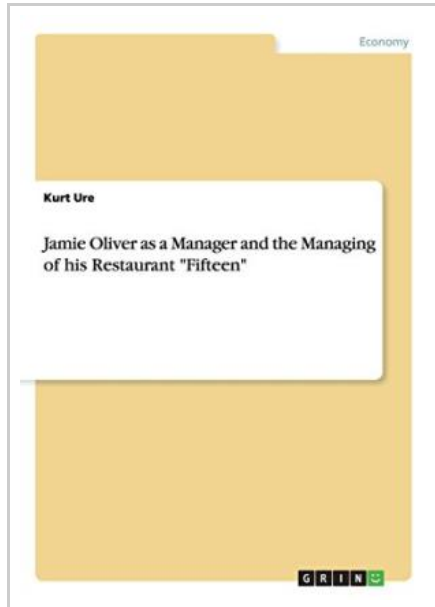 Economy
Kurt Ure
Jamie Oliver as a Manager and the Managing
of his Restaurant "Fifteen"
GRIN